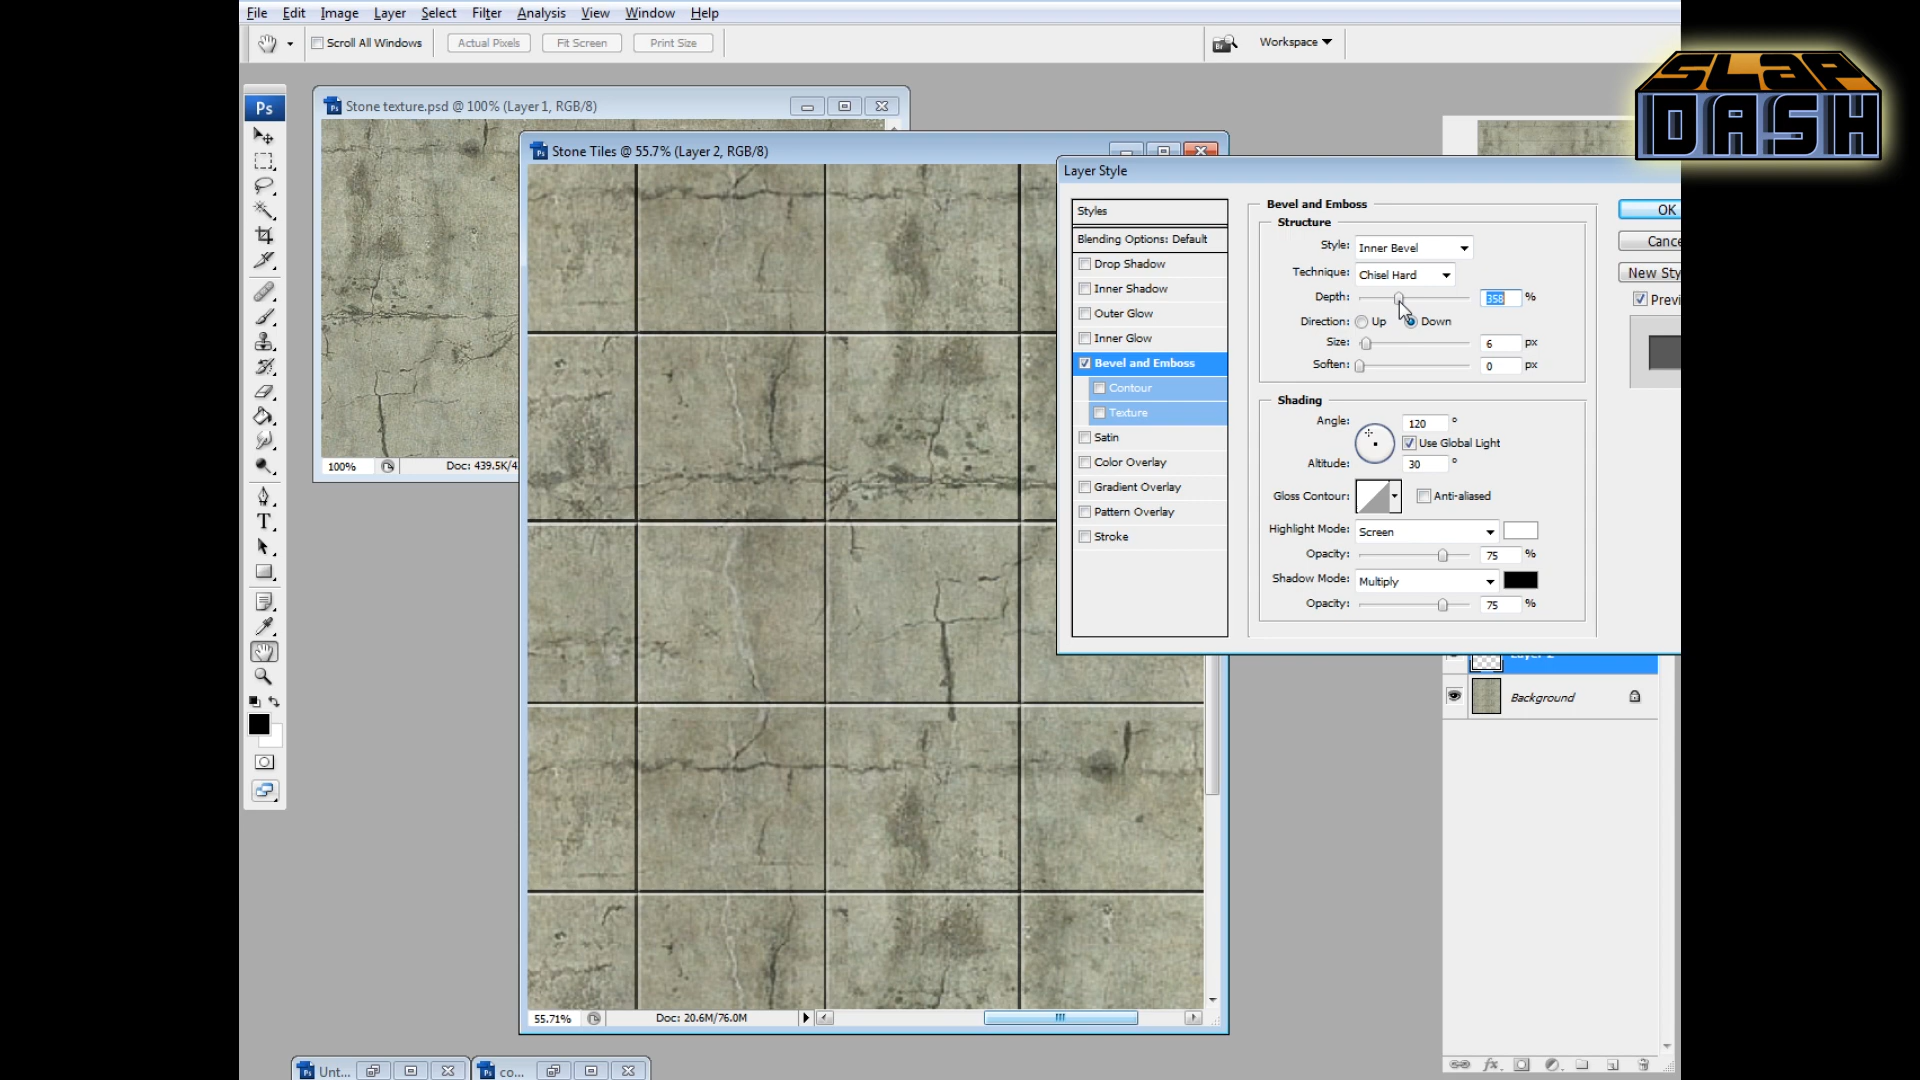 File Edit Image Layer Select Filter Analysis View Window Help
Scroll All Windows
Actual Pixels
Fit Screen
Print Size
Br
Workspace
SLAP
DASH
Ps
Stone texture.psd @ 100% (Layer 1, RGB/8)
100%
Doc: 439.5K/4
Stone Tiles @ 55.7% (Layer 2, RGB/8)
55.71%
Doc: 20.6M/76.0M
Layer Style
Styles
Blending Options: Default
Drop Shadow
Inner Shadow
Outer Glow
Inner Glow
Bevel and Emboss
Contour
Texture
Satin
Color Overlay
Gradient Overlay
Pattern Overlay
Stroke
Bevel and Emboss
Structure
Style: Inner Bevel
Technique: Chisel Hard
Depth: 358 %
Direction: Up Down
Size: 6 px
Soften: 0 px
Shading
Angle: 120 °
Use Global Light
Altitude: 30 °
Gloss Contour: Anti-aliased
Highlight Mode: Screen
Opacity: 75 %
Shadow Mode: Multiply
Opacity: 75 %
OK
Cance
New Sty
Previ
Background
Unt...
co...